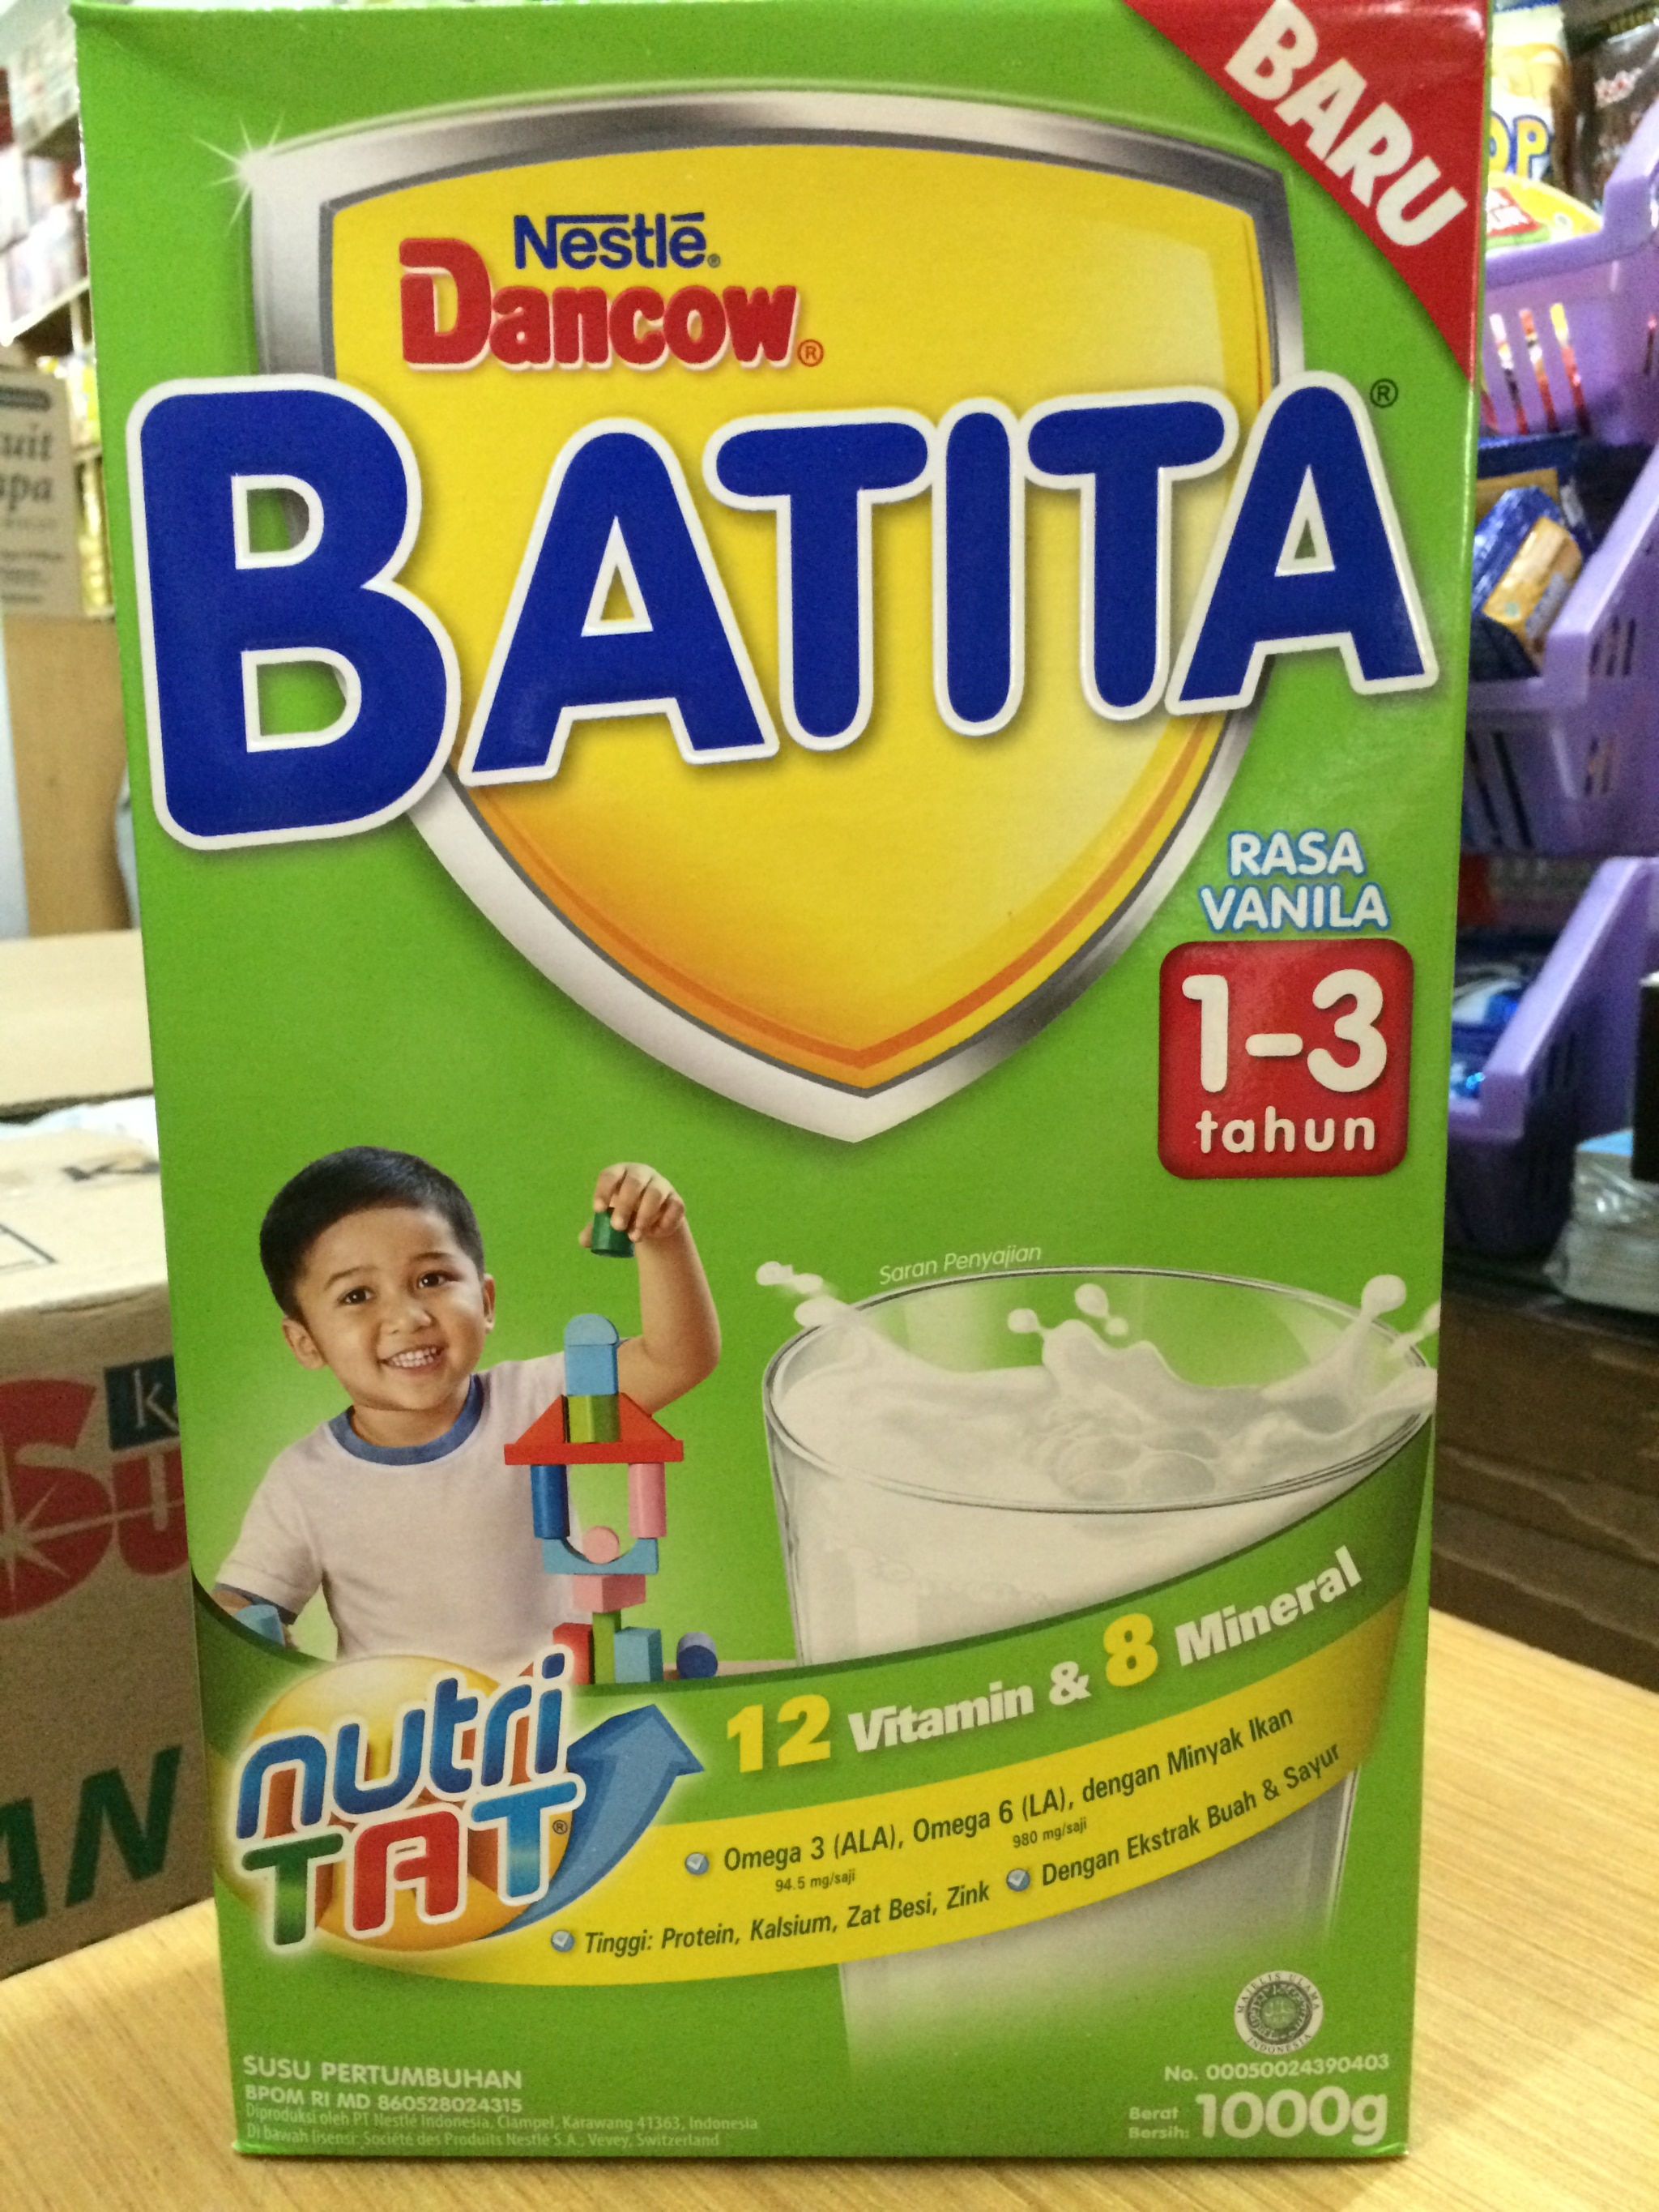 BARU
Nestlé®
Dancow®
BATITA®
RASA
VANILA
1-3
tahun
Saran Penyajian
12 Vitamin & 8 Mineral
nutri
TAT®
Omega 3 (ALA), Omega 6 (LA), dengan Minyak Ikan
94.5 mg/saji 980 mg/saji
Tinggi: Protein, Kalsium, Zat Besi, Zink Dengan Ekstrak Buah & Sayur
MAJELIS ULAMA
INDONESIA
No. 00050024390403
SUSU PERTUMBUHAN
BPOM RI MD 860528024315
Diproduksi oleh PT Nestlé Indonesia, Ciampel, Karawang 41363, Indonesia
Di bawah lisensi: Société des Produits Nestlé S.A., Vevey, Switzerland
Berat
Bersih: 1000g